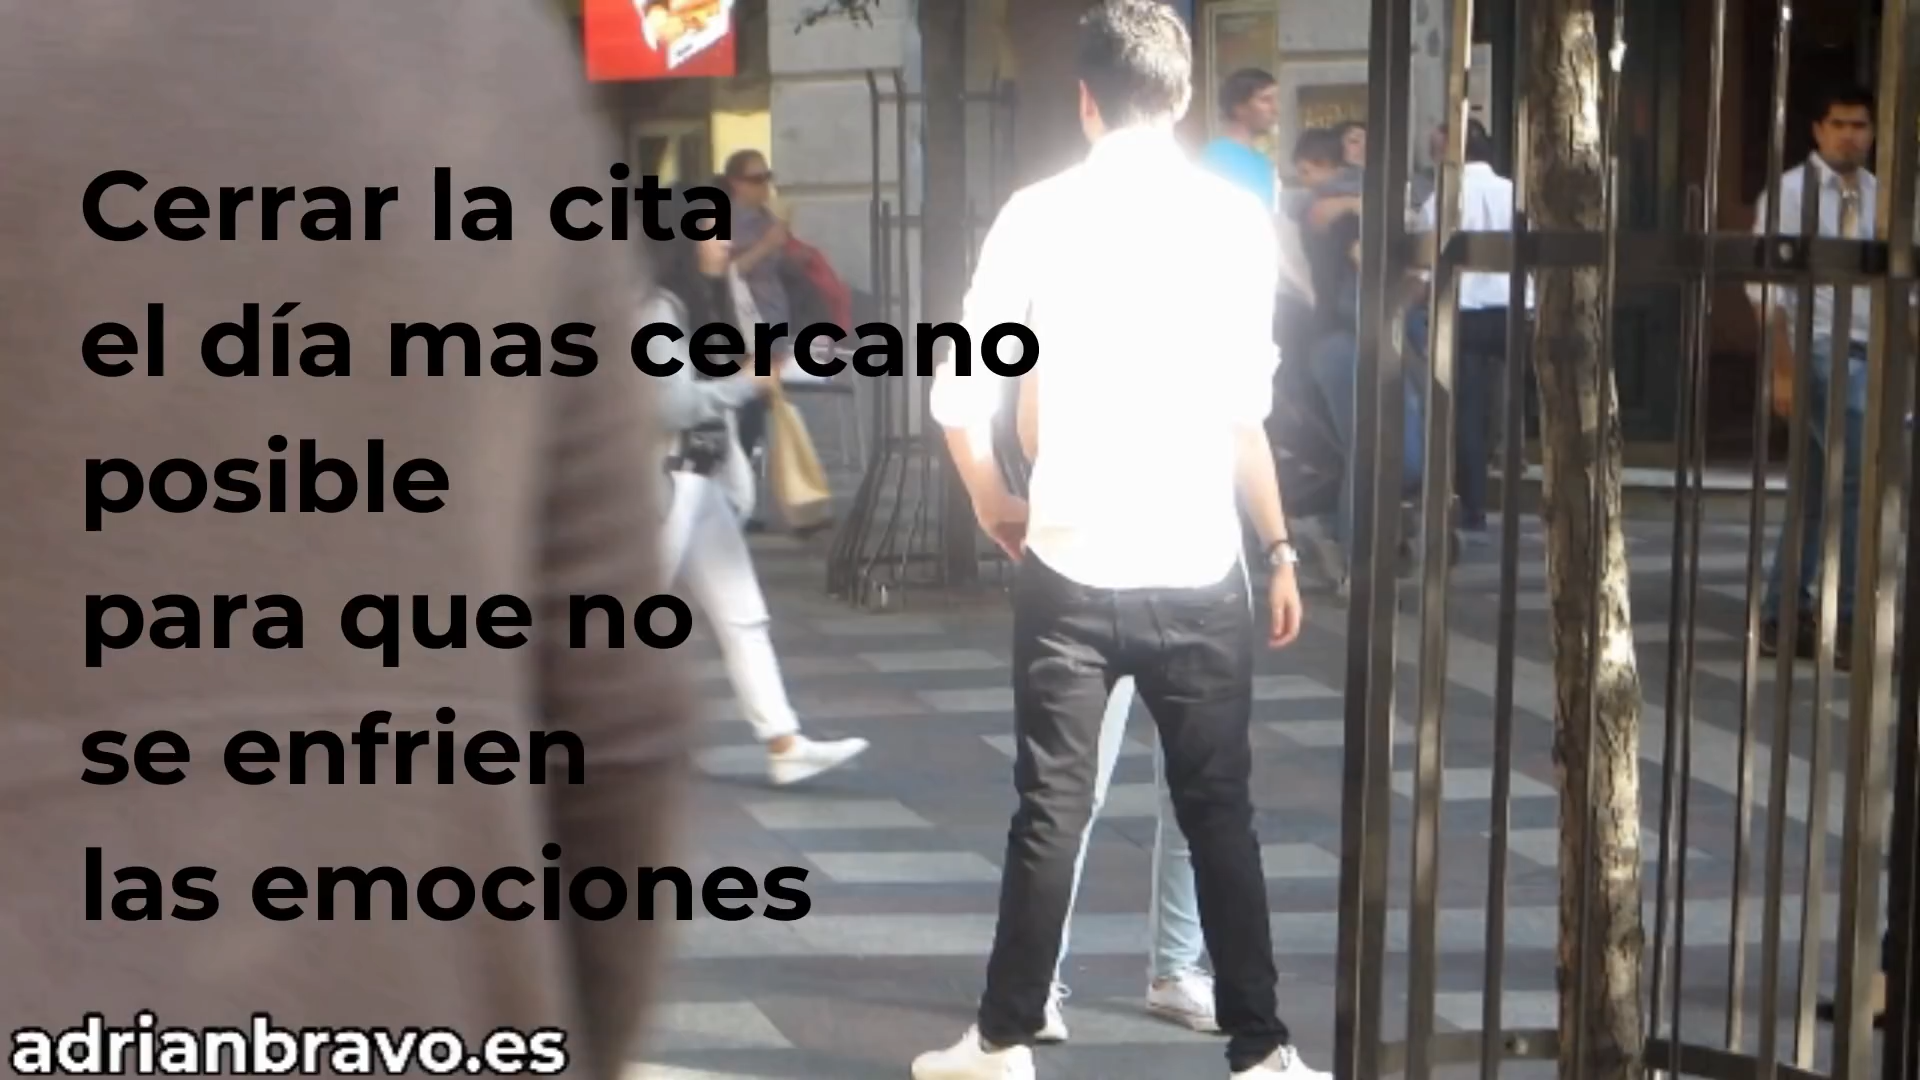 Cerrar la cita
el día mas cercano
posible
para que no
se enfrien
las emociones
adrianbravo.es